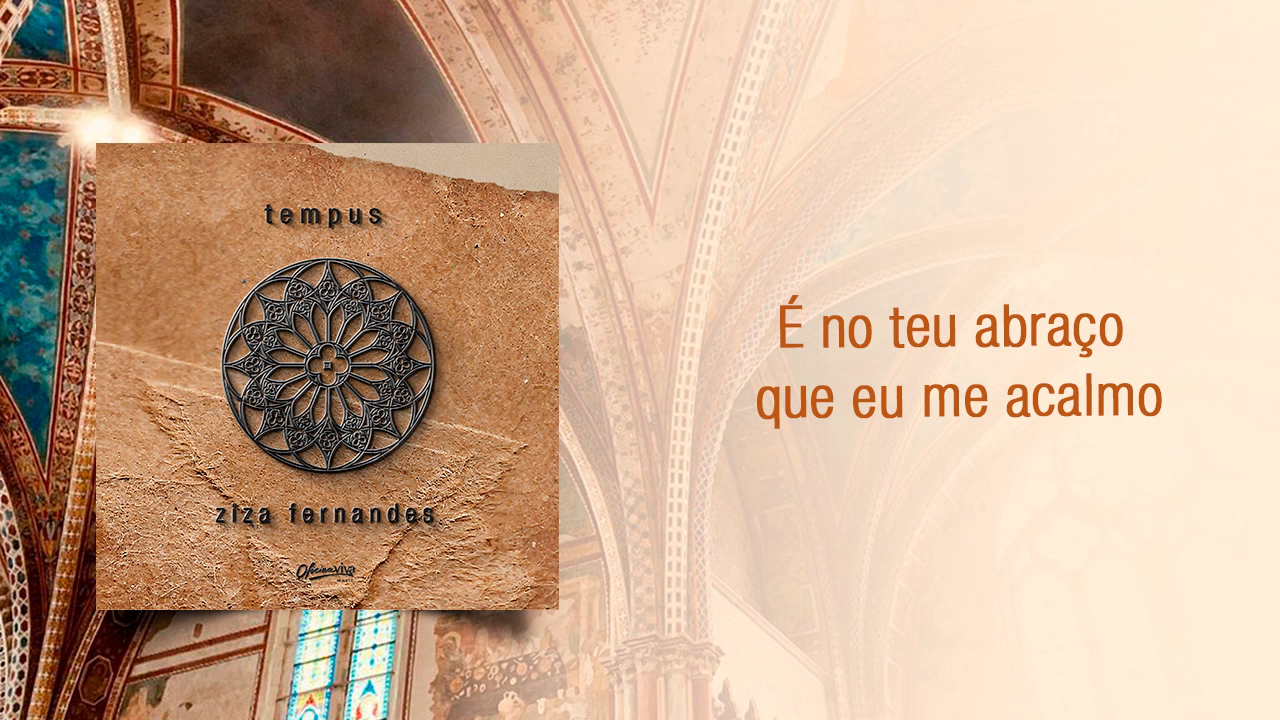 tempus
ziza fernandes
Oficina viva
É no teu abraço
que eu me acalmo